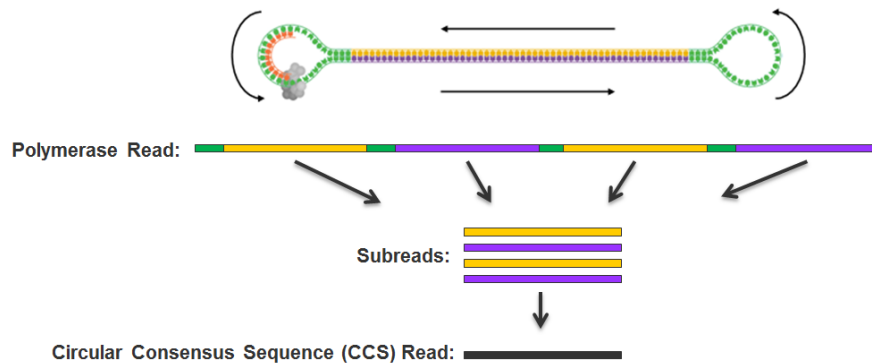 Polymerase Read:
Subreads:
Circular Consensus Sequence (CCS) Read: